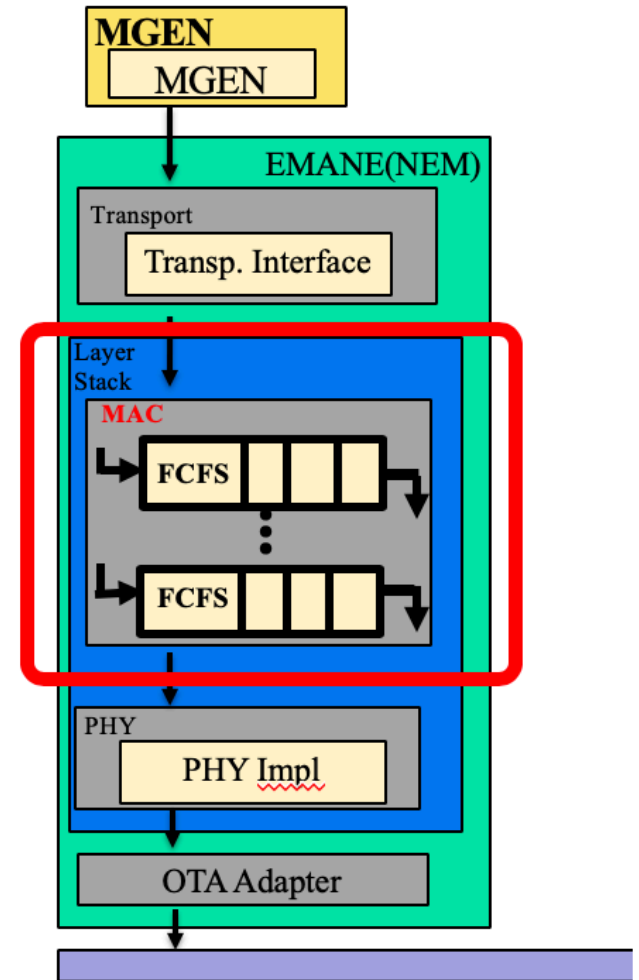 MGEN
MGEN
EMANE(NEM)
Transport
Transp. Interface
Layer
Stack
MAC
FCFS
FCFS
PHY
PHY Impl
OTA Adapter